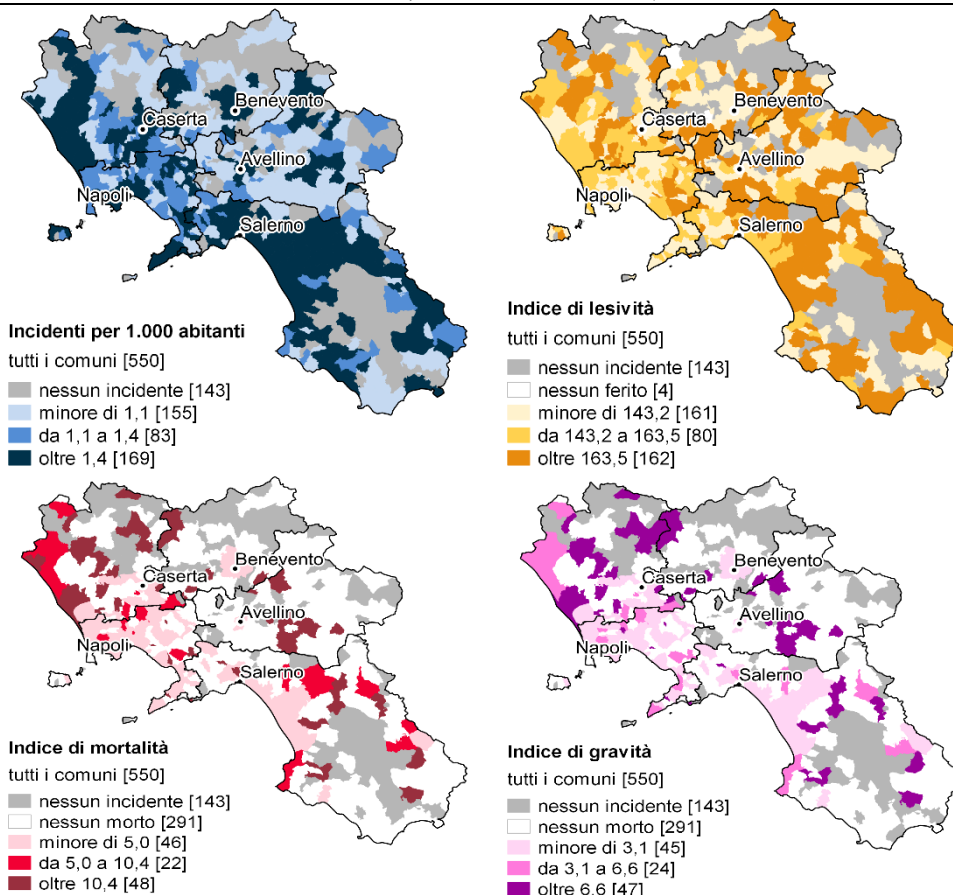 Benevento
Caserta
Avellino
Napoli
Salerno
Incidenti per 1.000 abitanti
tutti i comuni [550]
nessun incidente [143]
minore di 1,1 [155]
da 1,1 a 1,4 [83]
oltre 1,4 [169]
Benevento
Caserta
Avellino
Napoli
Salerno
Indice di lesività
tutti i comuni [550]
nessun incidente [143]
nessun ferito [4]
minore di 143,2 [161]
da 143,2 a 163,5 [80]
oltre 163,5 [162]
Benevento
Caserta
Avellino
Napoli
Salerno
Indice di mortalità
tutti i comuni [550]
nessun incidente [143]
nessun morto [291]
minore di 5,0 [46]
da 5,0 a 10,4 [22]
oltre 10,4 [48]
Benevento
Caserta
Avellino
Napoli
Salerno
Indice di gravità
tutti i comuni [550]
nessun incidente [143]
nessun morto [291]
minore di 3,1 [45]
da 3,1 a 6,6 [24]
oltre 6,6 [47]